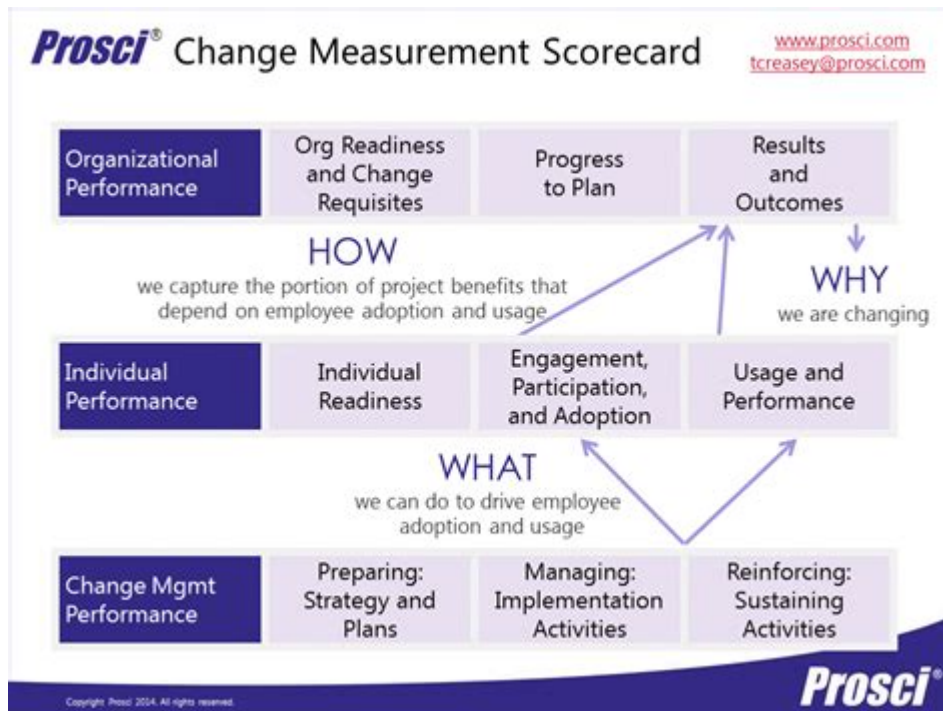 Prosci® Change Measurement Scorecard
www.prosci.com
tcreasey@prosci.com
Organizational
Performance
Org Readiness
and Change
Requisites
Progress
to Plan
Results
and
Outcomes
HOW
we capture the portion of project benefits that
depend on employee adoption and usage
WHY
we are changing
Individual
Performance
Individual
Readiness
Engagement,
Participation,
and Adoption
Usage and
Performance
WHAT
we can do to drive employee
adoption and usage
Change Mgmt
Performance
Preparing:
Strategy and
Plans
Managing:
Implementation
Activities
Reinforcing:
Sustaining
Activities
Copyright Prosci 2014. All rights reserved.
Prosci®